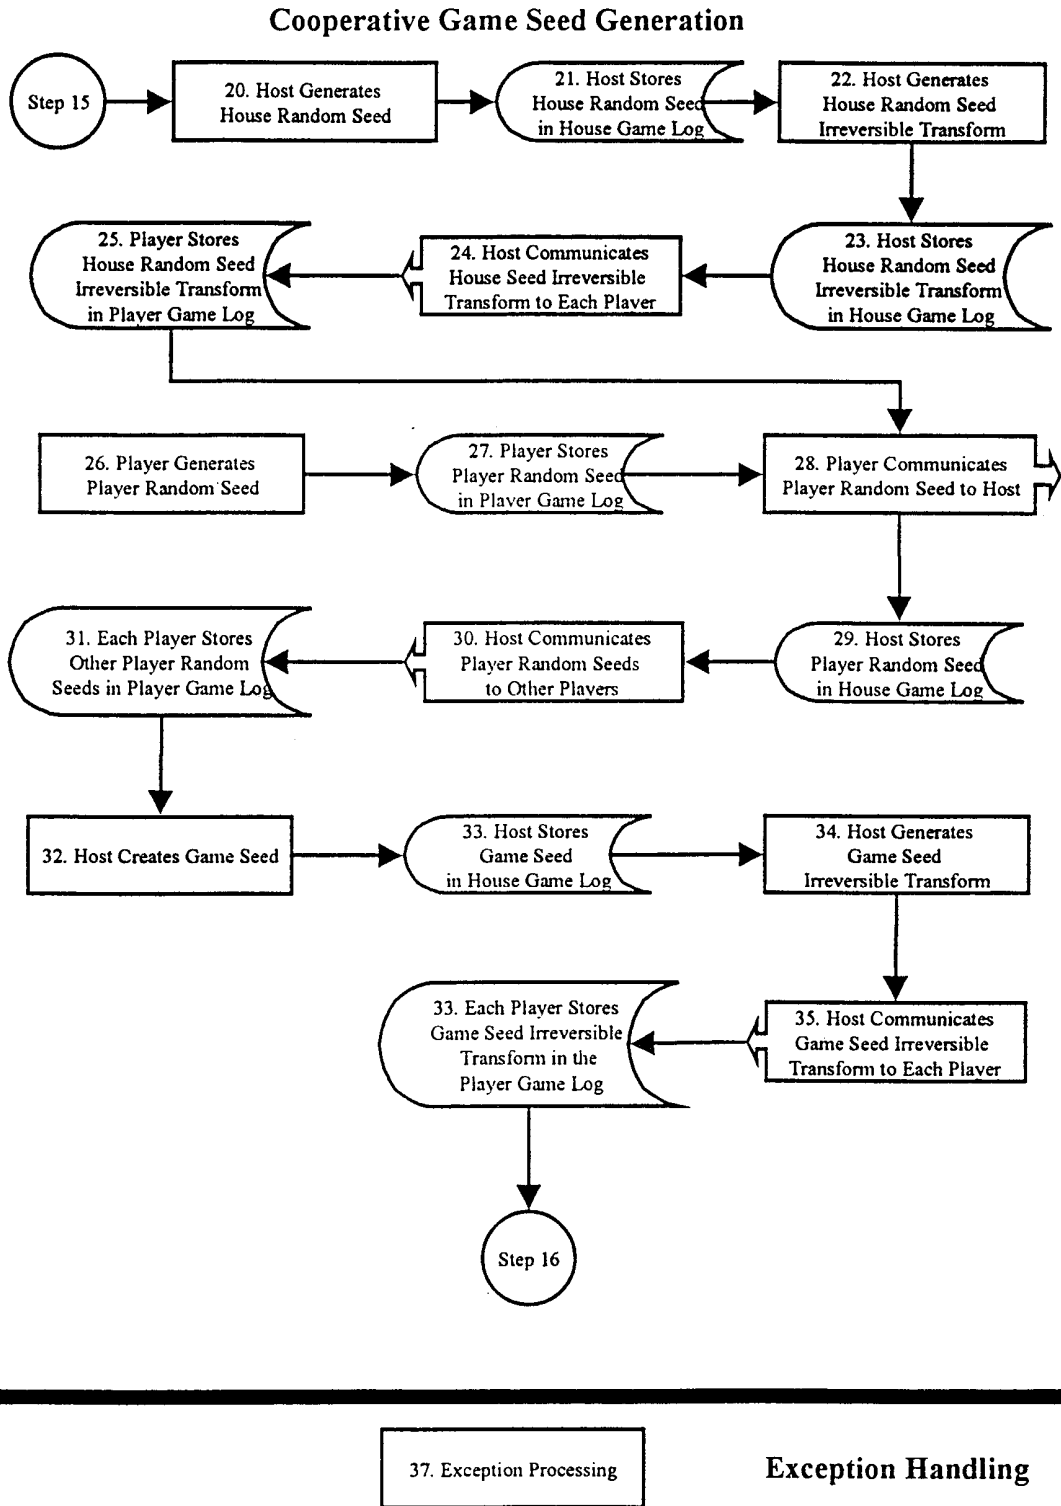 Cooperative Game Seed Generation
Step 15
20. Host Generates
House Random Seed
21. Host Stores
House Random Seed
in House Game Log
22. Host Generates
House Random Seed
Irreversible Transform
25. Player Stores
House Random Seed
Irreversible Transform
in Player Game Log
24. Host Communicates
House Seed Irreversible
Transform to Each Player
23. Host Stores
House Random Seed
Irreversible Transform
in House Game Log
26. Player Generates
Player Random Seed
27. Player Stores
Player Random Seed
in Player Game Log
28. Player Communicates
Player Random Seed to Host
31. Each Player Stores
Other Player Random
Seeds in Player Game Log
30. Host Communicates
Player Random Seeds
to Other Players
29. Host Stores
Player Random Seed
in House Game Log
32. Host Creates Game Seed
33. Host Stores
Game Seed
in House Game Log
34. Host Generates
Game Seed
Irreversible Transform
33. Each Player Stores
Game Seed Irreversible
Transform in the
Player Game Log
35. Host Communicates
Game Seed Irreversible
Transform to Each Player
Step 16
37. Exception Processing
Exception Handling